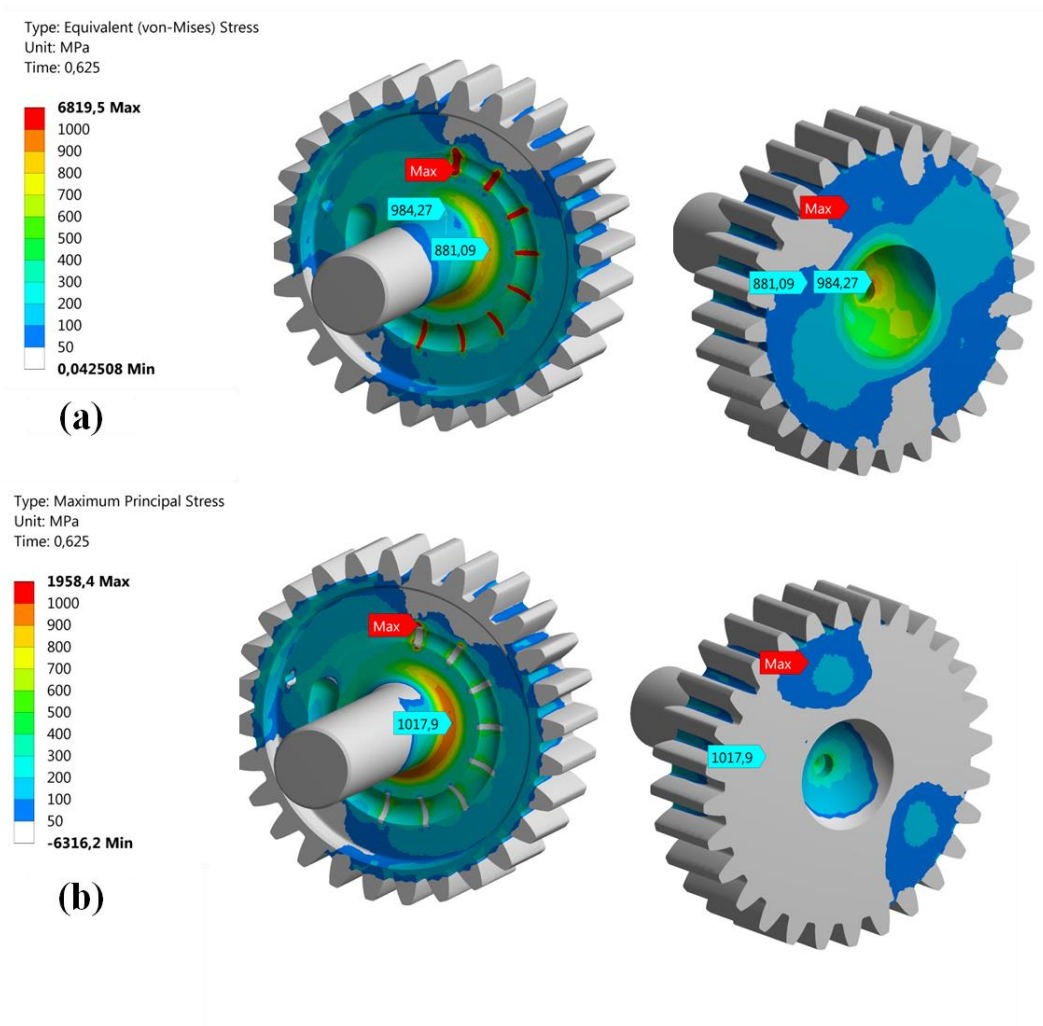 Type: Equivalent (von-Mises) Stress
Unit: MPa
Time: 0,625
6819,5 Max
1000
900
800
700
600
500
400
300
200
100
50
0,042508 Min
Max
984,27
881,09
Max
881,09
984,27
(a)
Type: Maximum Principal Stress
Unit: MPa
Time: 0,625
1958,4 Max
1000
900
800
700
600
500
400
300
200
100
50
-6316,2 Min
Max
1017,9
Max
1017,9
(b)